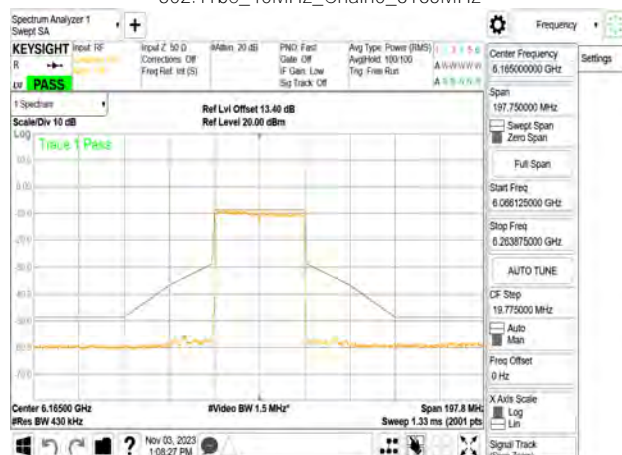 Spectrum Analyzer 1
Swept SA
Frequency
KEYSIGHT
Input: RF
Input Z: 50 Ω
Corrections: Off
Freq Ref: Int (S)
#Atten: 20 dB
PNO: Fast
Gate: Off
IF Gain: Low
Sig Track: Off
Avg Type: Power (RMS)
Avg|Hold: 100/100
Trig: Free Run
PASS
1 Spectrum
Scale/Div 10 dB
Ref Lvl Offset 13.40 dB
Ref Level 20.00 dBm
Log
Trace 1 Pass
Center 6.16500 GHz
#Res BW 430 kHz
#Video BW 1.5 MHz*
Span 197.8 MHz
Sweep 1.33 ms (2001 pts)
Nov 03, 2023
1:08:27 PM
Center Frequency
6.165000000 GHz
Settings
Span
197.750000 MHz
Swept Span
Zero Span
Full Span
Start Freq
6.066125000 GHz
Stop Freq
6.263875000 GHz
AUTO TUNE
CF Step
19.775000 MHz
Auto
Man
Freq Offset
0 Hz
X Axis Scale
Log
Lin
Signal Track